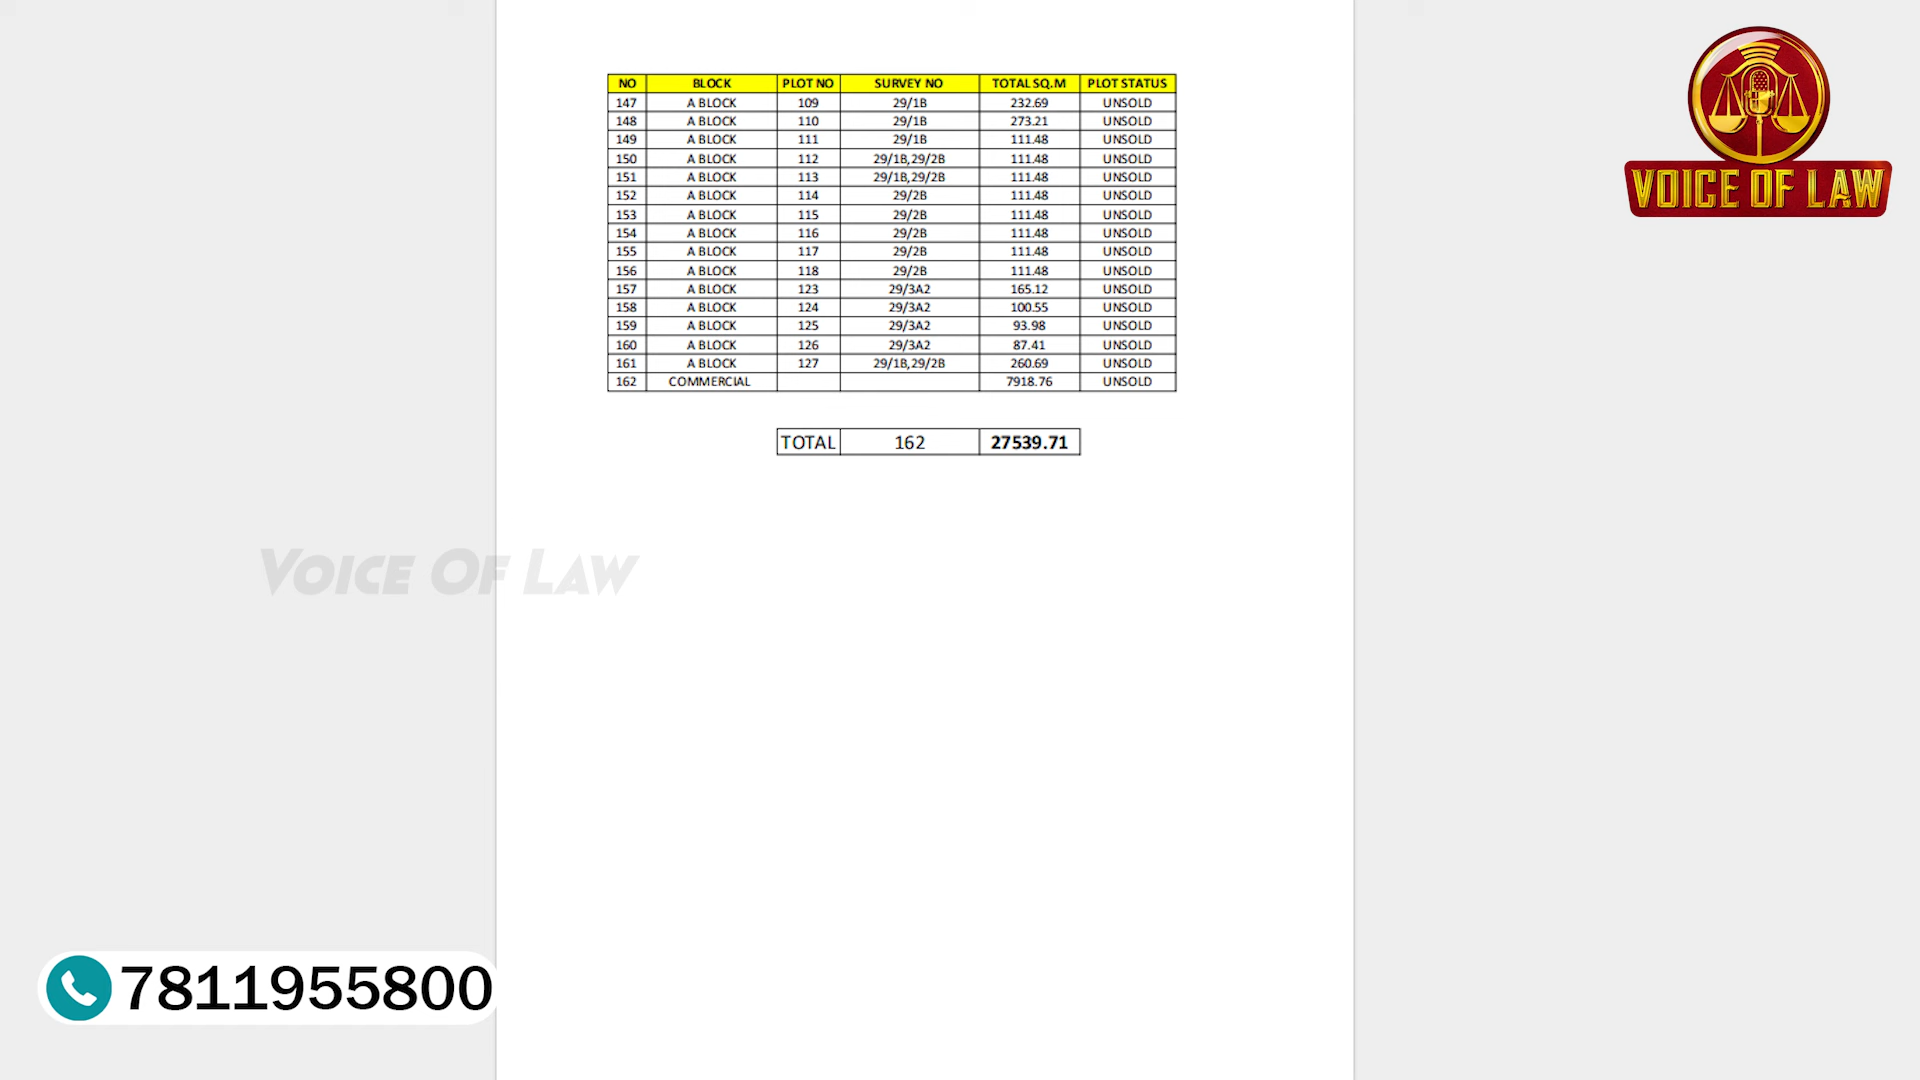 NO BLOCK PLOT NO SURVEY NO TOTAL SQ.M PLOT STATUS
147 A BLOCK 109 29/1B 232.69 UNSOLD
148 A BLOCK 110 29/1B 273.21 UNSOLD
149 A BLOCK 111 29/1B 111.48 UNSOLD
150 A BLOCK 112 29/1B,29/2B 111.48 UNSOLD
151 A BLOCK 113 29/1B,29/2B 111.48 UNSOLD
152 A BLOCK 114 29/2B 111.48 UNSOLD
153 A BLOCK 115 29/2B 111.48 UNSOLD
154 A BLOCK 116 29/2B 111.48 UNSOLD
155 A BLOCK 117 29/2B 111.48 UNSOLD
156 A BLOCK 118 29/2B 111.48 UNSOLD
157 A BLOCK 123 29/3A2 165.12 UNSOLD
158 A BLOCK 124 29/3A2 100.55 UNSOLD
159 A BLOCK 125 29/3A2 93.98 UNSOLD
160 A BLOCK 126 29/3A2 87.41 UNSOLD
161 A BLOCK 127 29/1B,29/2B 260.69 UNSOLD
162 COMMERCIAL 7918.76 UNSOLD
TOTAL 162 27539.71
VOICE OF LAW
VOICE OF LAW
7811955800